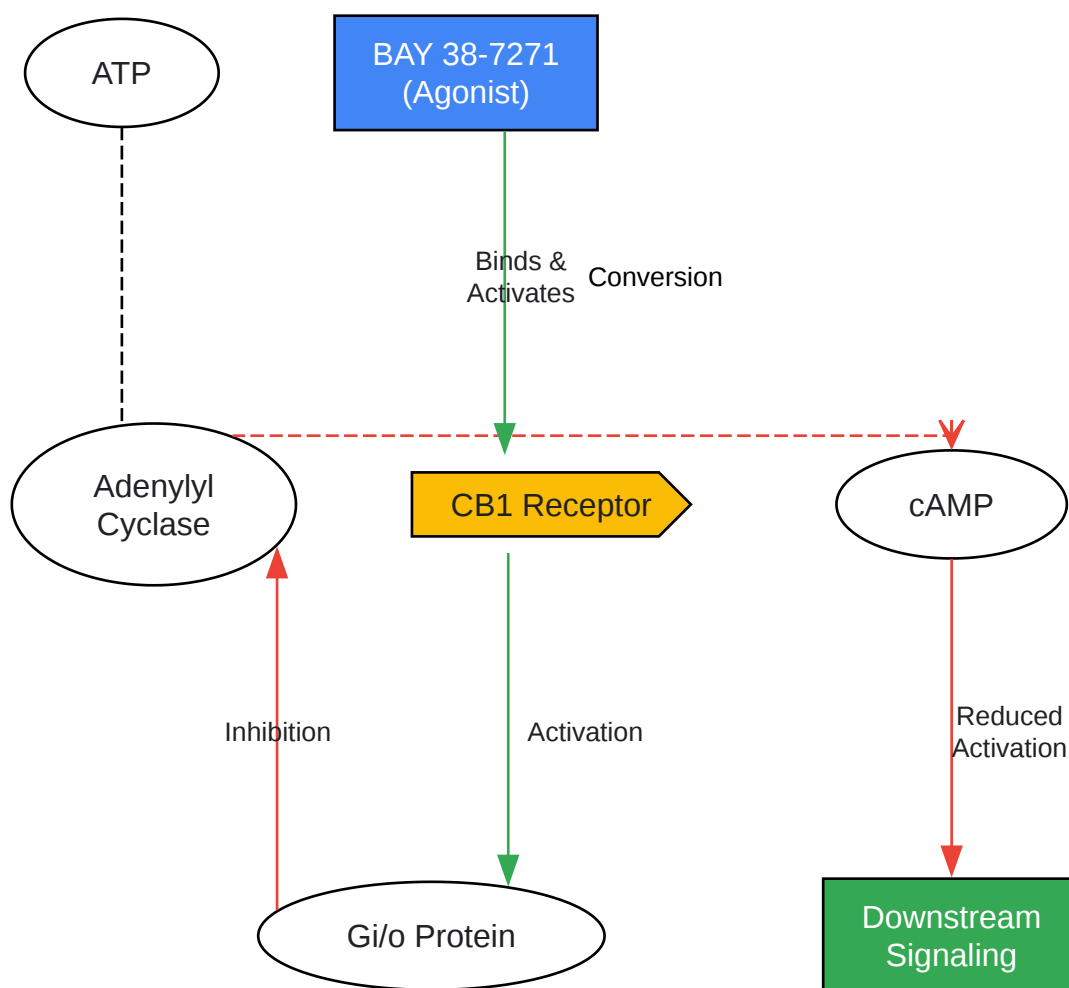 ATP
BAY 38-7271
(Agonist)
Binds &
Activates
Conversion
Adenylyl
Cyclase
CB1 Receptor
cAMP
Inhibition
Activation
Reduced
Activation
Gi/o Protein
Downstream
Signaling